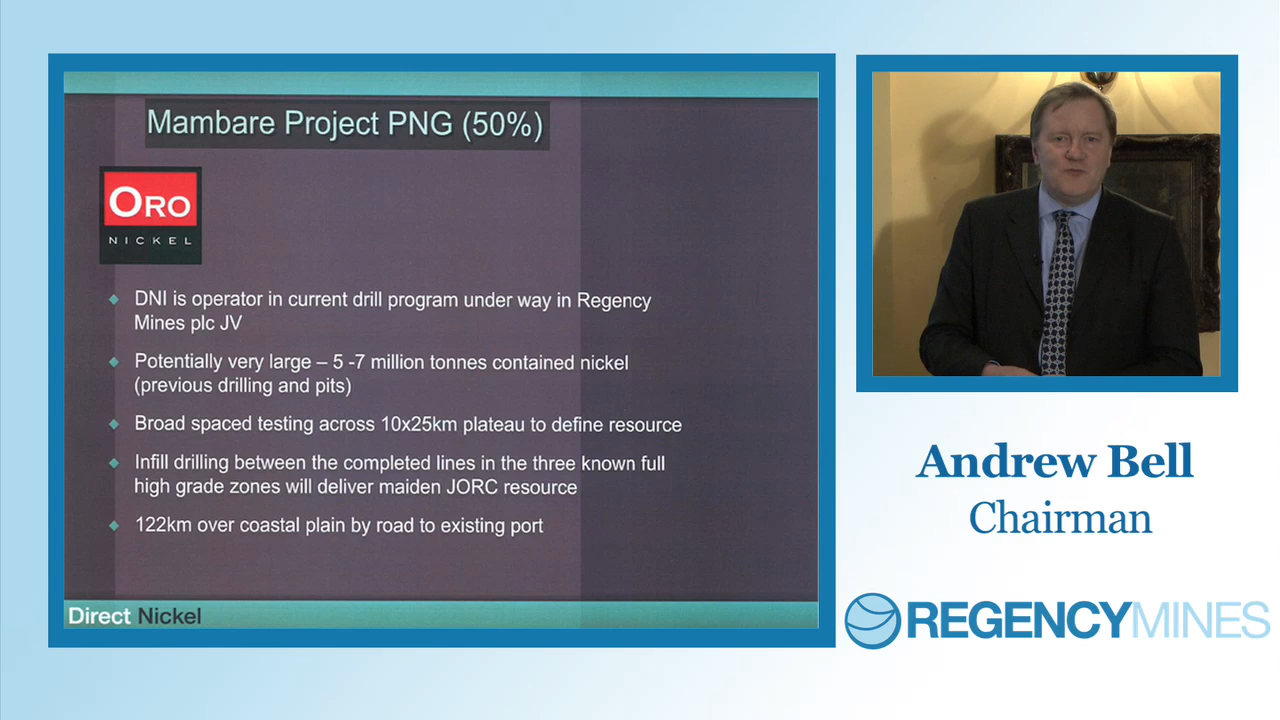 Mambare Project PNG (50%)
ORO
NICKEL
DNI is operator in current drill program under way in Regency
Mines plc JV
Potentially very large – 5 -7 million tonnes contained nickel
(previous drilling and pits)
Broad spaced testing across 10x25km plateau to define resource
Infill drilling between the completed lines in the three known full
high grade zones will deliver maiden JORC resource
122km over coastal plain by road to existing port
Direct Nickel
Andrew Bell
Chairman
REGENCYMINES